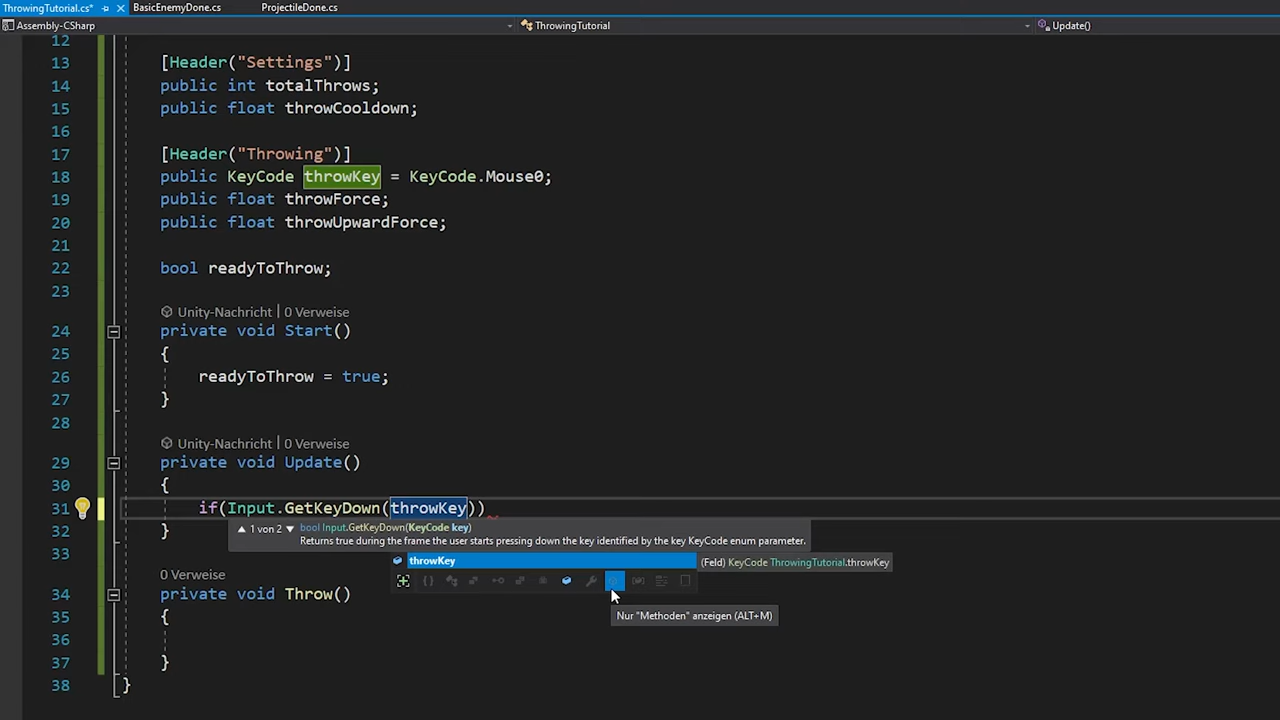 ThrowingTutorial.cs* BasicEnemyDone.cs ProjectileDone.cs
Assembly-CSharp ThrowingTutorial Update()
12
13 [Header("Settings")]
14 public int totalThrows;
15 public float throwCooldown;
16
17 [Header("Throwing")]
18 public KeyCode throwKey = KeyCode.Mouse0;
19 public float throwForce;
20 public float throwUpwardForce;
21
22 bool readyToThrow;
23
Unity-Nachricht | 0 Verweise
24 private void Start()
25 {
26 readyToThrow = true;
27 }
28
Unity-Nachricht | 0 Verweise
29 private void Update()
30 {
31 if(Input.GetKeyDown(throwKey))
32 }
1 von 2 bool Input.GetKeyDown(KeyCode key)
Returns true during the frame the user starts pressing down the key identified by the key KeyCode enum parameter.
33
throwKey (Feld) KeyCode ThrowingTutorial.throwKey
0 Verweise
34 private void Throw()
35 {
Nur "Methoden" anzeigen (ALT+M)
36
37 }
38 }